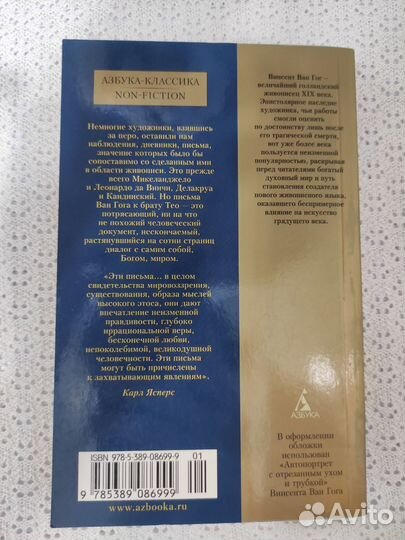 АЗБУКА-КЛАССИКА
NON-FICTION
Немногие художники, взявшись
за перо, оставили нам
наблюдения, дневники, письма,
значение которых было бы
сопоставимо со сделанным ими
в области живописи. Это прежде
всего Микеланджело
и Леонардо да Винчи, Делакруа
и Кандинский. Но письма
Ван Гога к брату Тео — это
потрясающий, ни на что
не похожий человеческий
документ, нескончаемый,
растянувшийся на сотни страниц
диалог с самим собой,
Богом, миром.
«Эти письма... в целом
свидетельства мировоззрения,
существования, образа мыслей
высокого этоса, они дают
впечатление неизменной
правдивости, глубоко
иррациональной веры,
бесконечной любви,
непоколебимой, великодушной
человечности. Эти письма
могут быть причислены
к захватывающим явлениям».
Карл Ясперс
ISBN 978-5-389-08699-9
01
9 785389 086999
www.azbooka.ru
Винсент Ван Гог —
величайший голландский
живописец XIX века.
Эпистолярное наследие
художника, чьи работы
смогли оценить
по достоинству лишь после
его трагической смерти,
вот уже более века
пользуется неизменной
популярностью, раскрывая
перед читателями богатый
духовный мир и путь
становления создателя
нового живописного языка,
оказавшего беспримерное
влияние на искусство
грядущего века.
АЗБУКА
В оформлении
обложки
использован
«Автопортрет
с отрезанным ухом
и трубкой»
Винсента Ван Гога
Avito